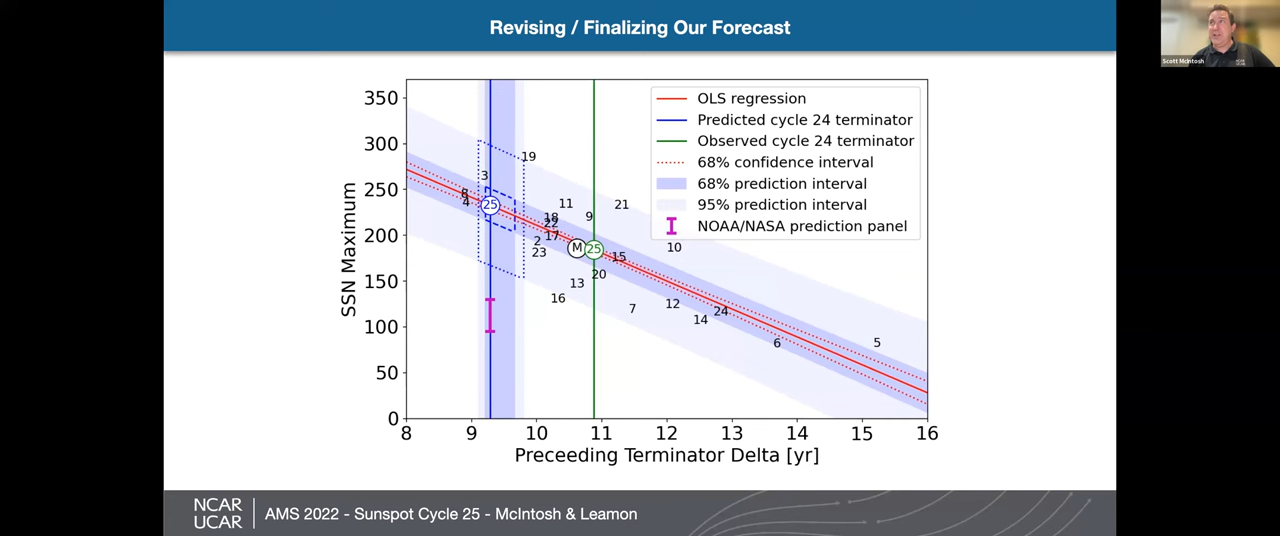 Revising / Finalizing Our Forecast
Scott McIntosh
350
300
250
200
150
100
50
0
SSN Maximum
OLS regression
Predicted cycle 24 terminator
Observed cycle 24 terminator
68% confidence interval
68% prediction interval
95% prediction interval
NOAA/NASA prediction panel
19
3
4
25
11
9
21
18
22
17
2
23
M
25
15
10
20
13
16
7
12
14
24
6
5
8 9 10 11 12 13 14 15 16
Preceeding Terminator Delta [yr]
NCAR
UCAR
AMS 2022 - Sunspot Cycle 25 - McIntosh & Leamon